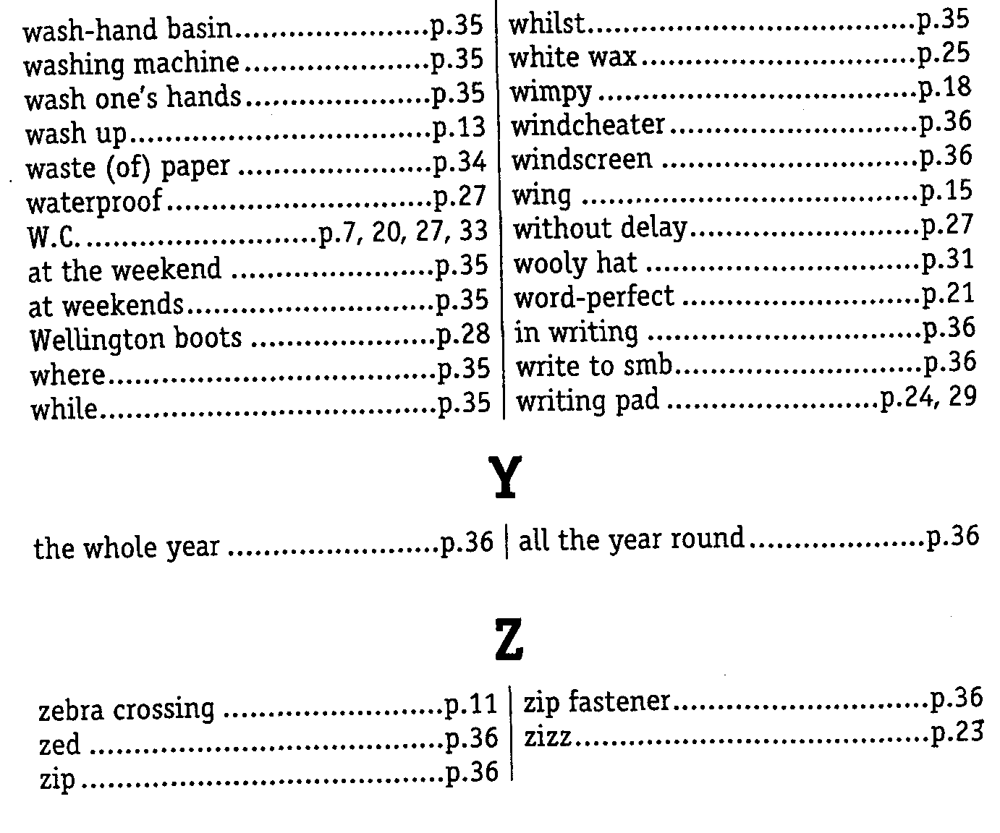 wash-hand basin......................p.35
washing machine.....................p.35
wash one's hands.....................p.35
wash up..................................p.13
waste (of) paper ......................p.34
waterproof..............................p.27
W.C. ..........................p.7, 20, 27, 33
at the weekend .......................p.35
at weekends............................p.35
Wellington boots .....................p.28
where.....................................p.35
while......................................p.35
whilst.....................................p.35
white wax...............................p.25
wimpy ....................................p.18
windcheater............................p.36
windscreen .............................p.36
wing ......................................p.15
without delay..........................p.27
wooly hat ...............................p.31
word-perfect ...........................p.21
in writing ...............................p.36
write to smb............................p.36
writing pad ........................p.24, 29
Y
the whole year ........................p.36
all the year round....................p.36
Z
zebra crossing .........................p.11
zed ........................................p.36
zip.........................................p.36
zip fastener.............................p.36
zizz........................................p.23